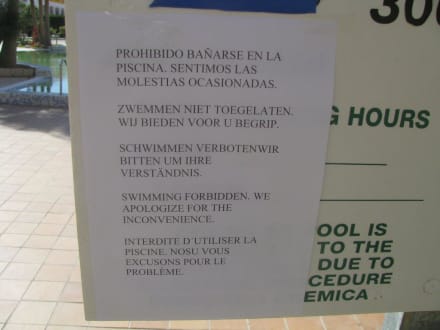 300
PROHIBIDO BAÑARSE EN LA
PISCINA. SENTIMOS LAS
MOLESTIAS OCASIONADAS.
ZWEMMEN NIET TOEGELATEN.
WIJ BIEDEN VOOR U BEGRIP.
SCHWIMMEN VERBOTENWIR
BITTEN UM IHRE
VERSTÄNDNIS.
SWIMMING FORBIDDEN. WE
APOLOGIZE FOR THE
INCONVENIENCE.
INTERDITE D´UTILISER LA
PISCINE. NOSU VOUS
EXCUSONS POUR LE
PROBLÈME.
G HOURS
OOL IS
TO THE
DUE TO
CEDURE
EMICA